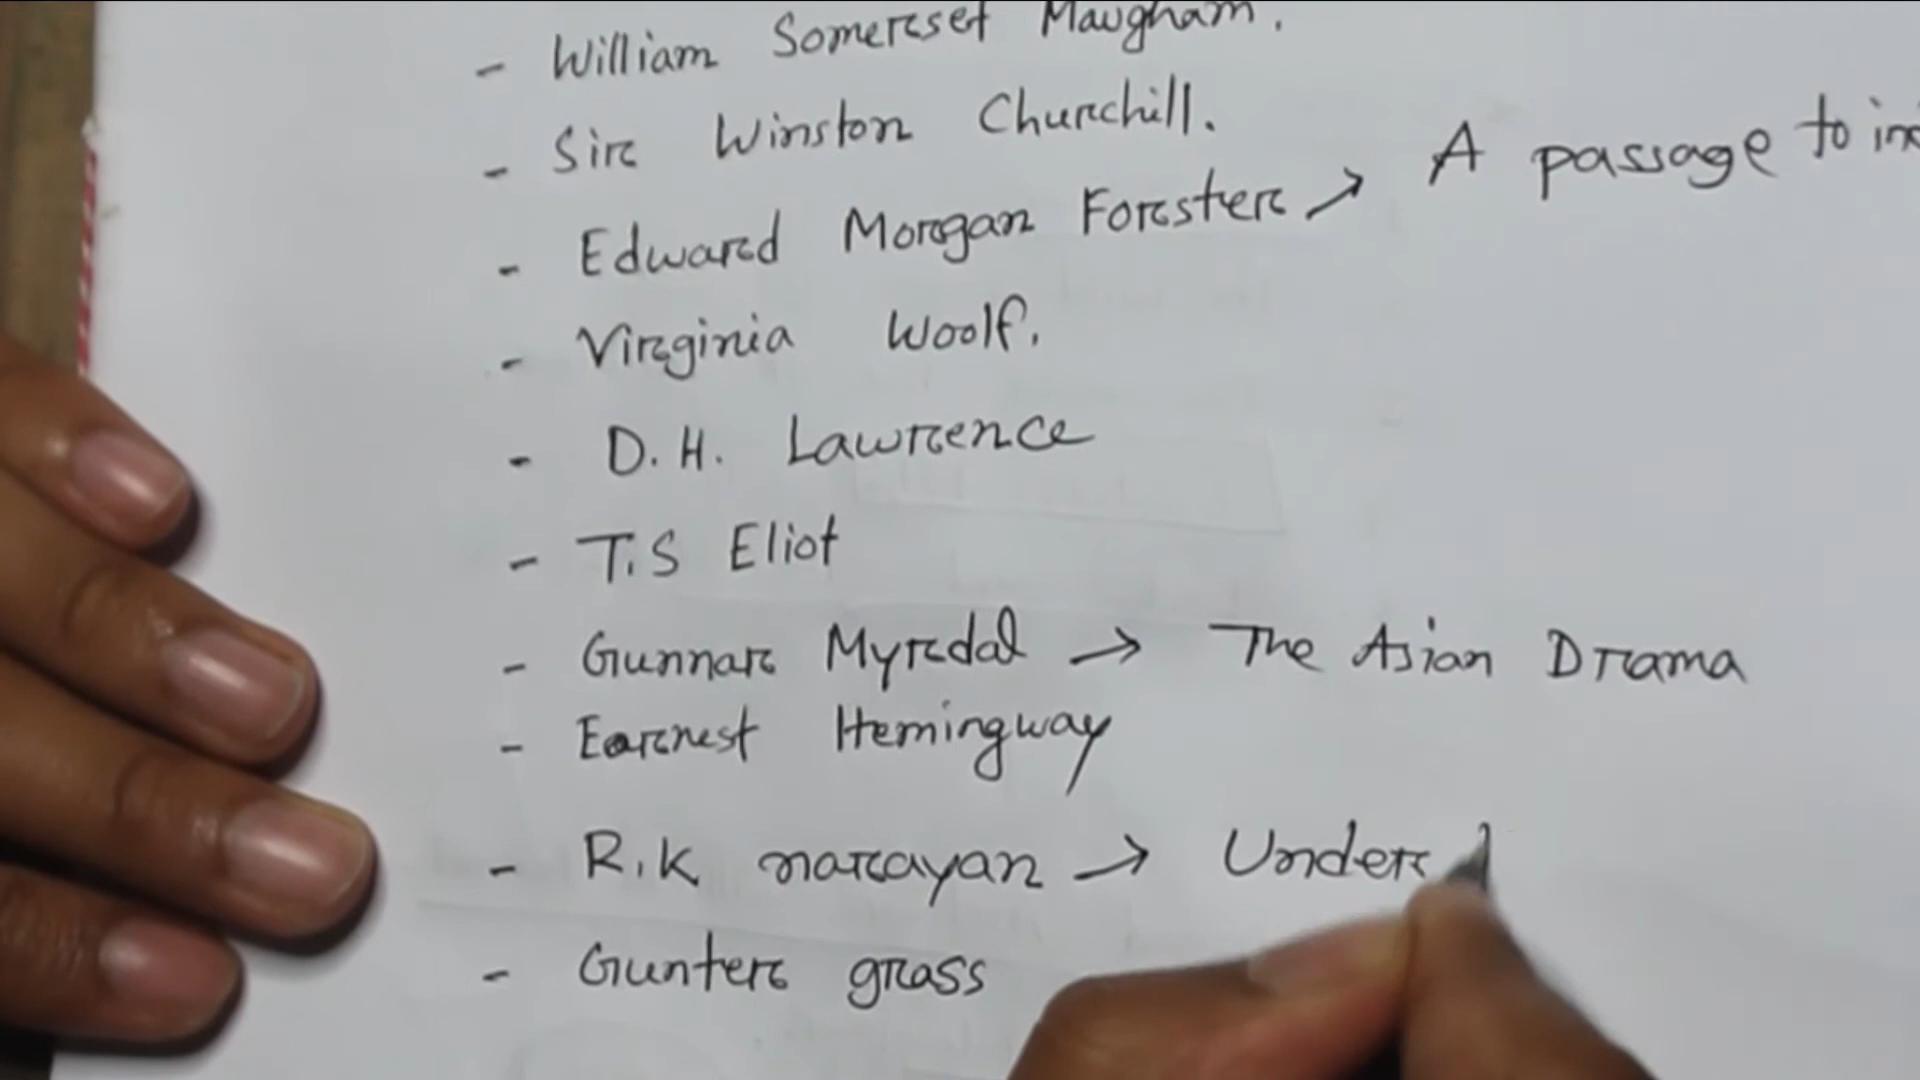 - William Somerset Maugham.
- Sir Winston Churchill.
- Edward Morgan Forster → A passage to in
- Virginia Woolf.
- D. H. Lawrence
- T.S Eliot
- Gunnar Myrdal → The Asian Drama
- Earnest Hemingway
- R.K narayan → Under
- Gunter grass